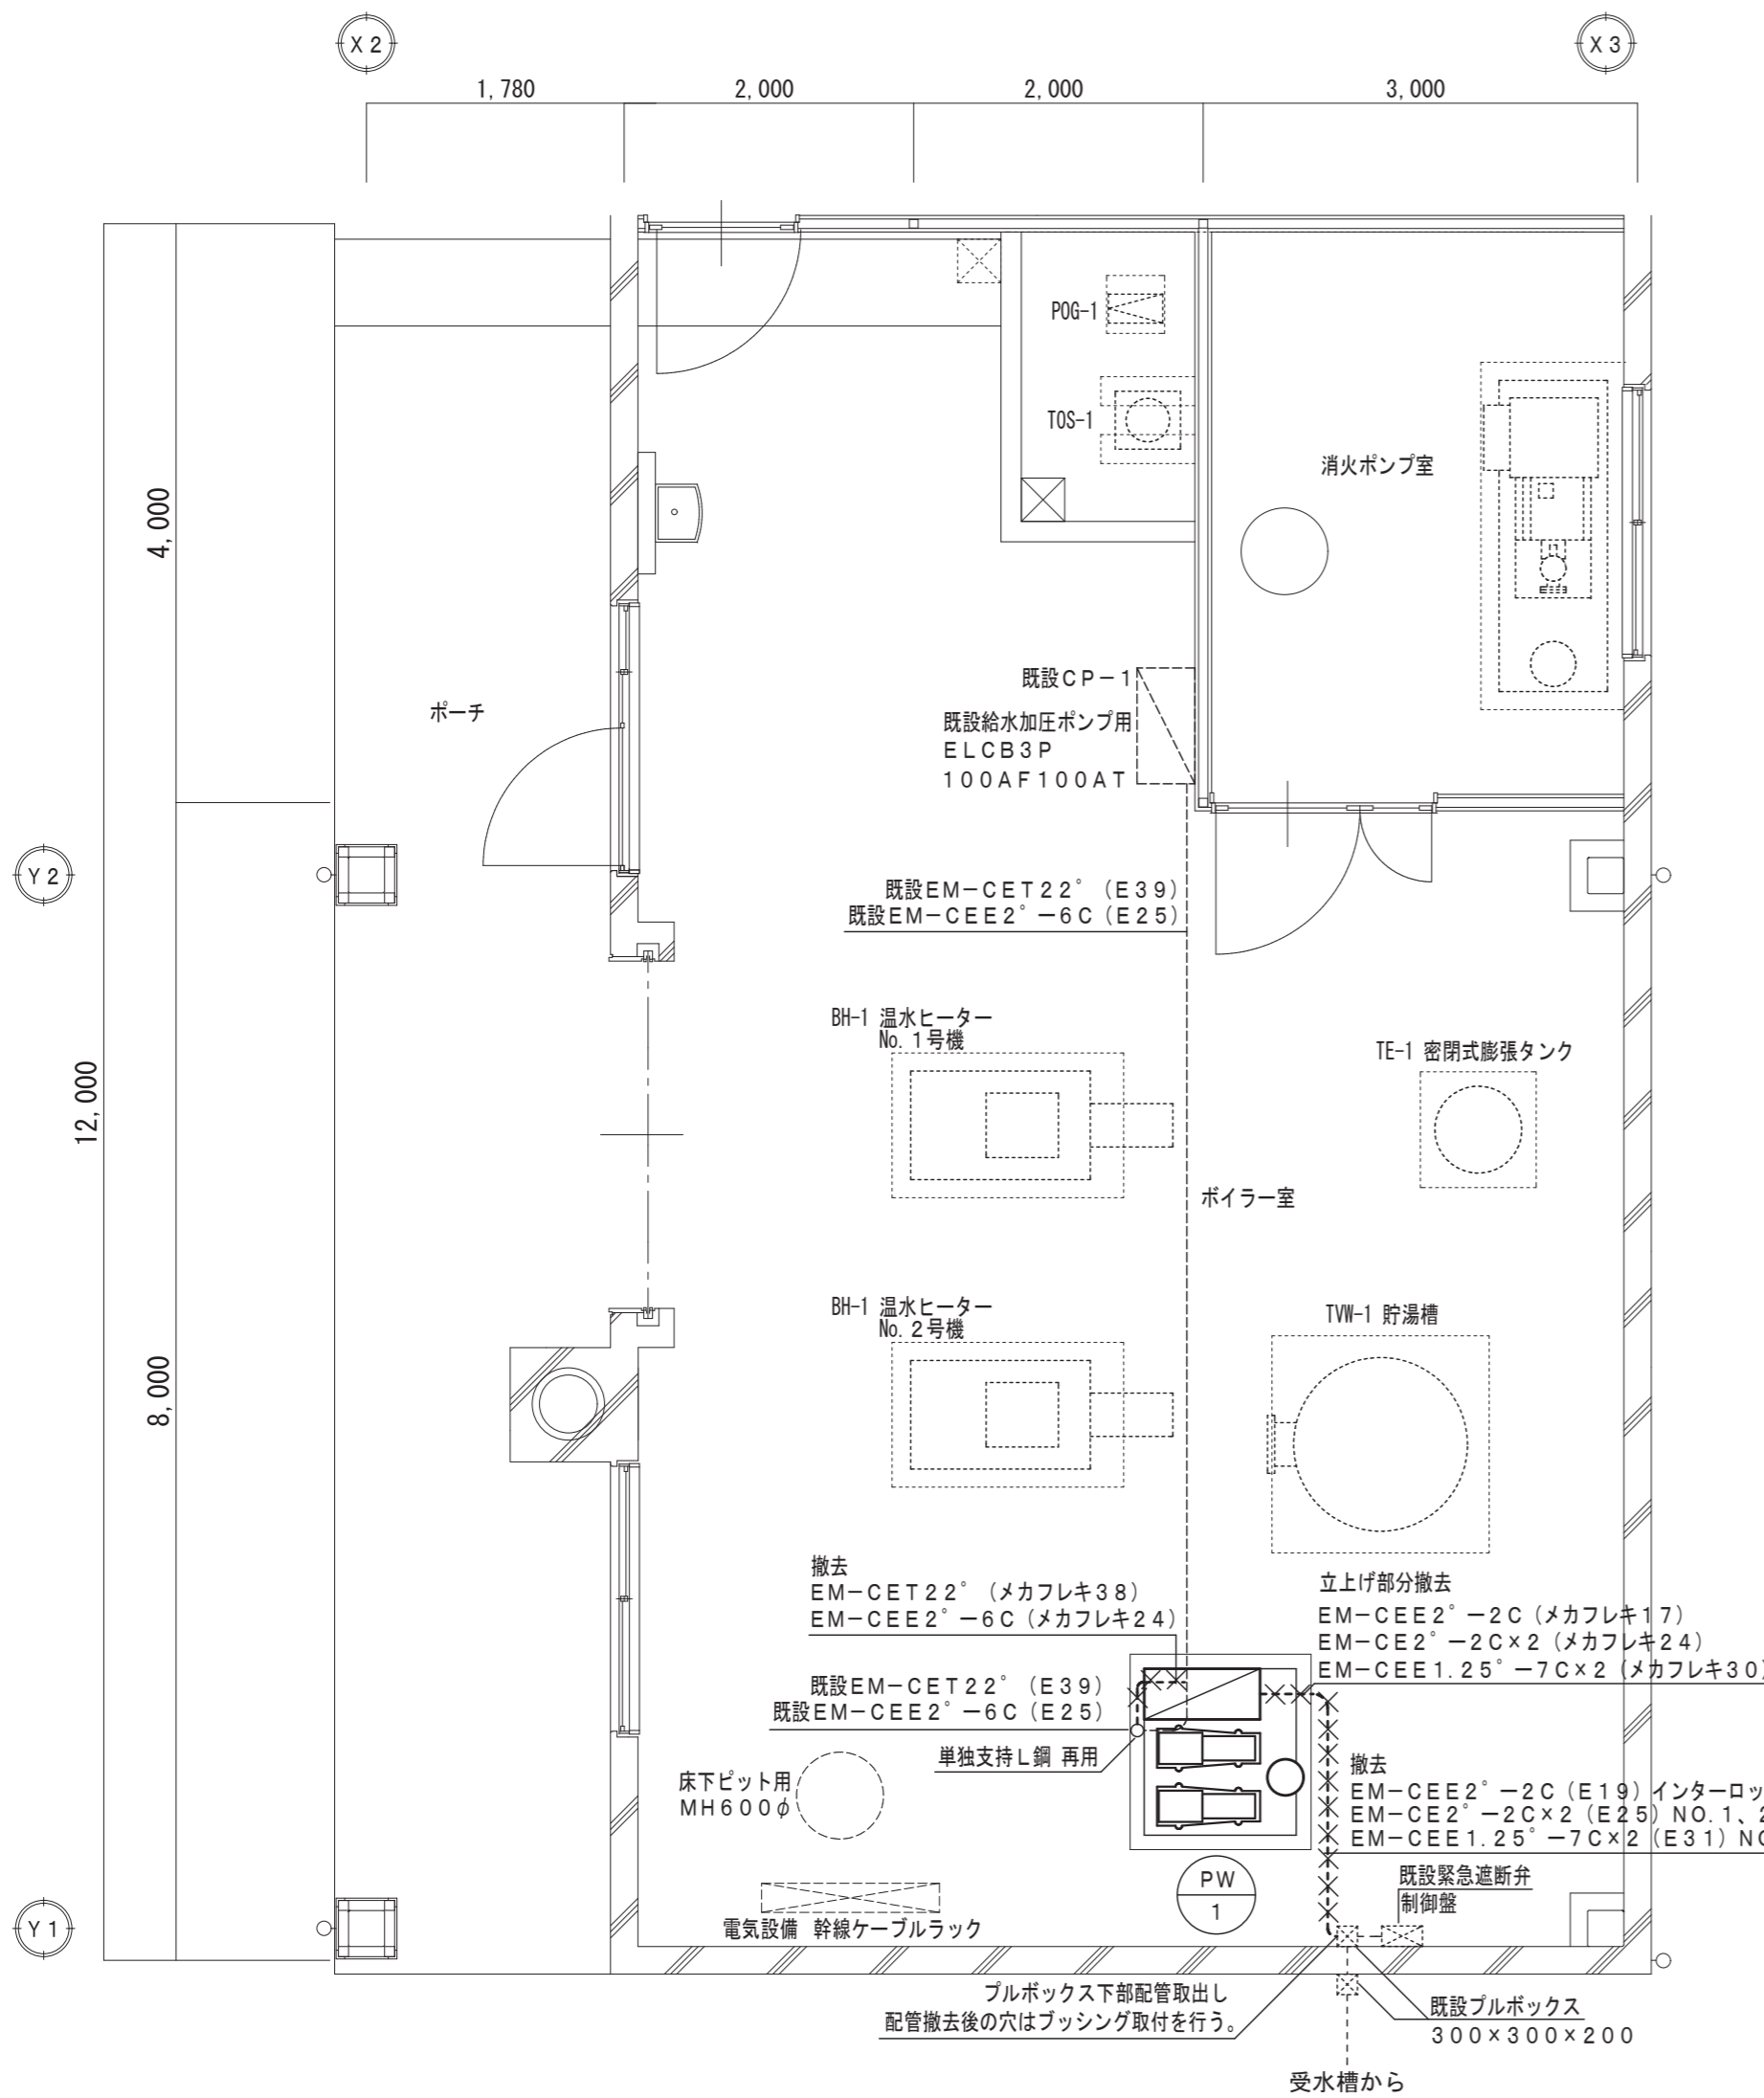 X2
X3
1,780
2,000
2,000
3,000
POG-1
TOS-1
消火ポンプ室
4,000
既設CP-1
既設給水加圧ポンプ用
ELCB3P
100AF100AT
ポーチ
Y2
既設EM-CET22゜(E39)
既設EM-CEE2゜-6C(E25)
BH-1 温水ヒーター
No.1号機
TE-1 密閉式膨張タンク
12,000
ボイラー室
BH-1 温水ヒーター
No.2号機
TVW-1 貯湯槽
8,000
撤去
EM-CET22゜(メカフレキ38)
EM-CEE2゜-6C(メカフレキ24)
立上げ部分撤去
EM-CEE2゜-2C(メカフレキ17)
EM-CE2゜-2C×2(メカフレキ24)
EM-CEE1.25゜-7C×2(メカフレキ30)
既設EM-CET22゜(E39)
既設EM-CEE2゜-6C(E25)
単独支持L鋼 再用
床下ピット用
MH600φ
撤去
EM-CEE2゜-2C(E19)インターロッ
EM-CE2゜-2C×2(E25)NO.1、2
EM-CEE1.25゜-7C×2(E31)NO
PW
1
既設緊急遮断弁
制御盤
Y1
電気設備 幹線ケーブルラック
プルボックス下部配管取出し
配管撤去後の穴はブッシング取付を行う。
既設プルボックス
300×300×200
受水槽から